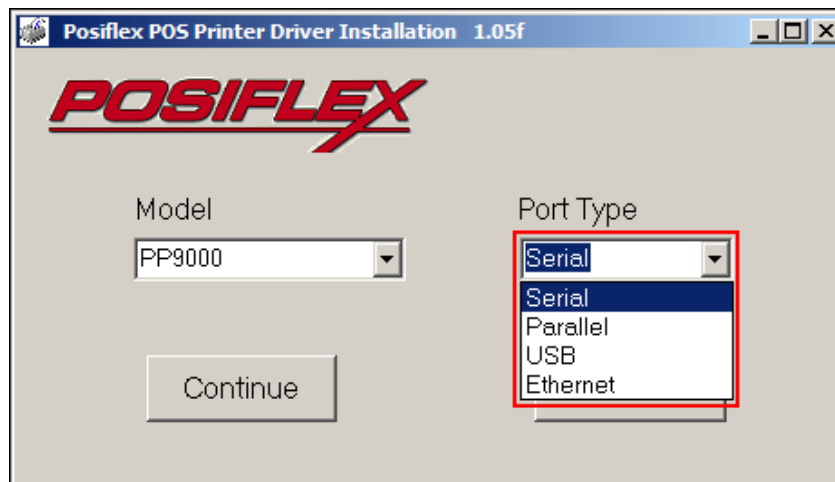 Posiflex POS Printer Driver Installation 1.05f
POSIFLEX
Model
Port Type
PP9000
Serial
Serial
Parallel
USB
Ethernet
Continue